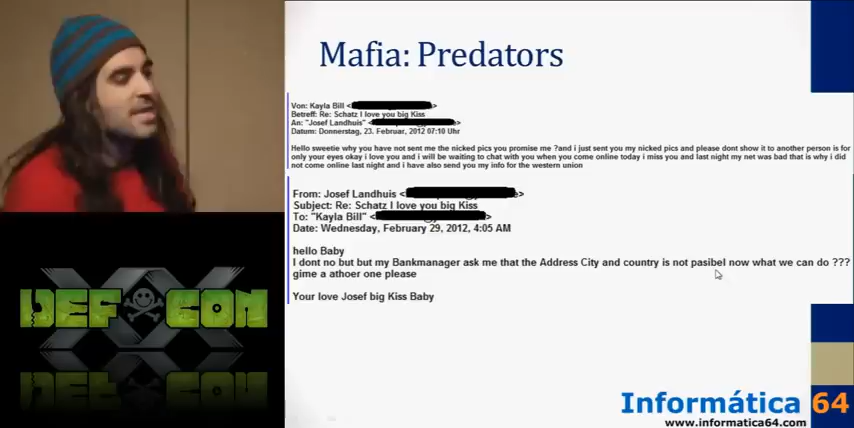 Mafia: Predators
Von: Kayla Bill <
Betreff: Re: Schatz I love you big Kiss
An: "Josef Landhuis" < e>
Datum: Donnerstag, 23. Februar, 2012 07:10 Uhr
Hello sweetie why you have not sent me the nicked pics you promise me ?and i just sent you my nicked pics and please dont show it to another person is for
only your eyes okay i love you and i will be waiting to chat with you when you come online today i miss you and last night my net was bad that is why i did
not come online last night and i have also send you my info for the western union
From: Josef Landhuis < e>
Subject: Re: Schatz I love you big Kiss
To: "Kayla Bill" < >
Date: Wednesday, February 29, 2012, 4:05 AM
hello Baby
I dont no but but my Bankmanager ask me that the Address City and country is not pasibel now what we can do ???
gime a athoer one please
Your love Josef big Kiss Baby
DEF CON
XX
DEF CON
Informática 64
www.informatica64.com